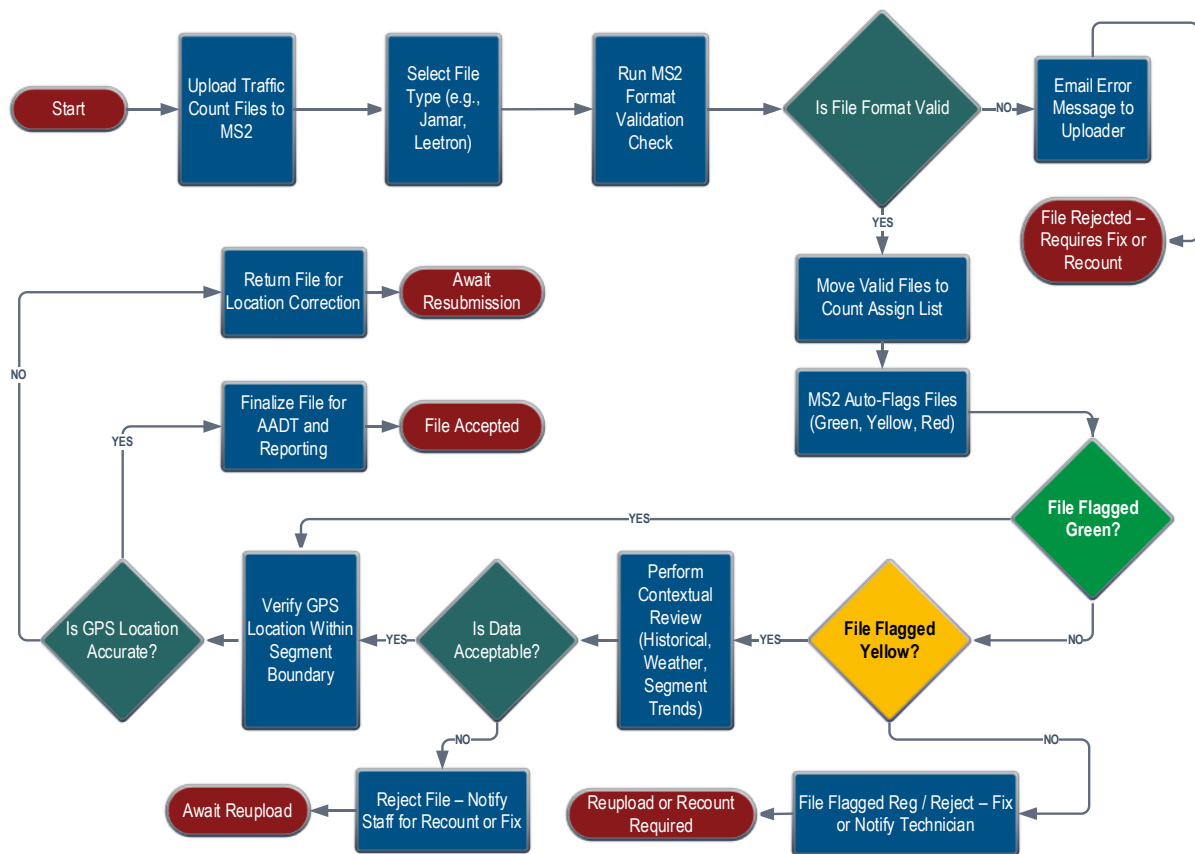 Start
Upload Traffic
Count Files to
MS2
Select File
Type (e.g.,
Jamar,
Leetron)
Run MS2
Format
Validation
Check
Is File Format Valid
NO
Email Error
Message to
Uploader
File Rejected –
Requires Fix or
Recount
YES
Move Valid Files to
Count Assign List
MS2 Auto-Flags Files
(Green, Yellow, Red)
File Flagged
Green?
YES
NO
File Flagged
Yellow?
YES
NO
Perform
Contextual
Review
(Historical,
Weather,
Segment
Trends)
Is Data
Acceptable?
YES
NO
Verify GPS
Location Within
Segment
Boundary
Is GPS Location
Accurate?
YES
NO
Return File for
Location Correction
Await
Resubmission
Finalize File for
AADT and
Reporting
File Accepted
Reject File – Notify
Staff for Recount or Fix
Await Reupload
File Flagged Reg / Reject – Fix
or Notify Technician
Reupload or Recount
Required